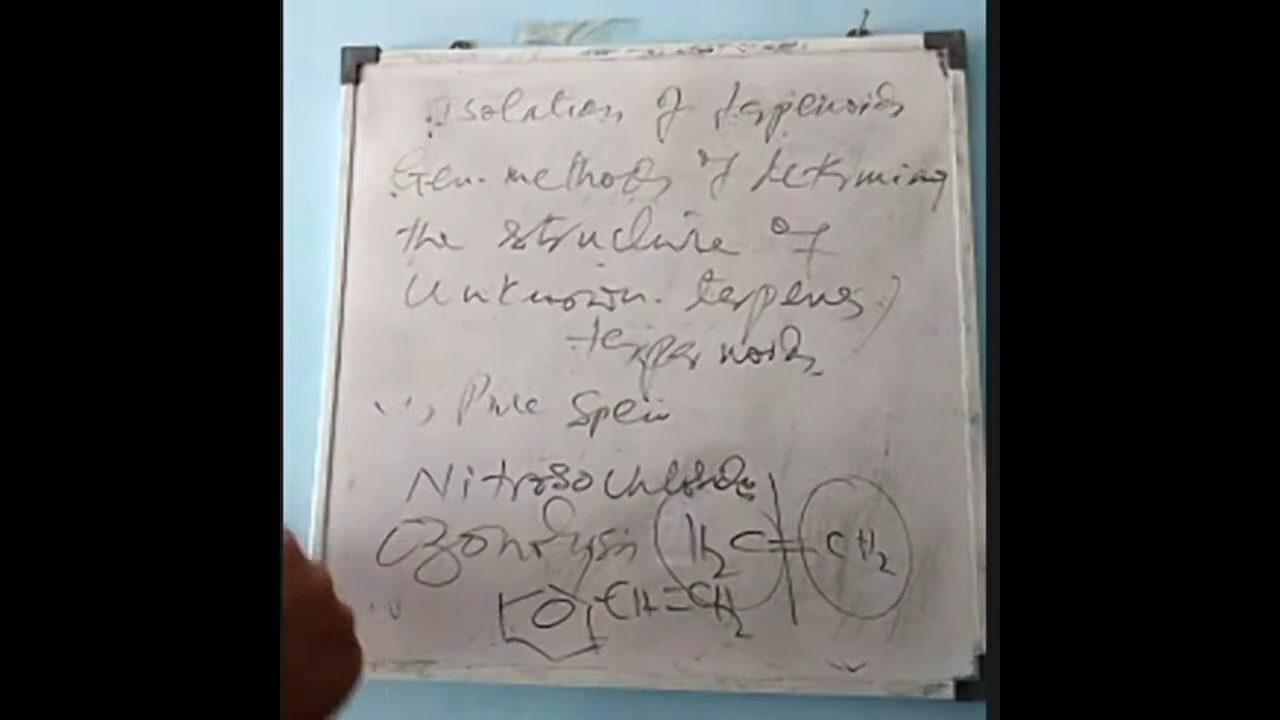 Isolation of terpenoids
Gen. methods of determining
the structure of
Unknown terpenes)
terpenoids
Pure Speci
Nitrosochloride
Ozonolysis H2C=CH2
CH=CH2